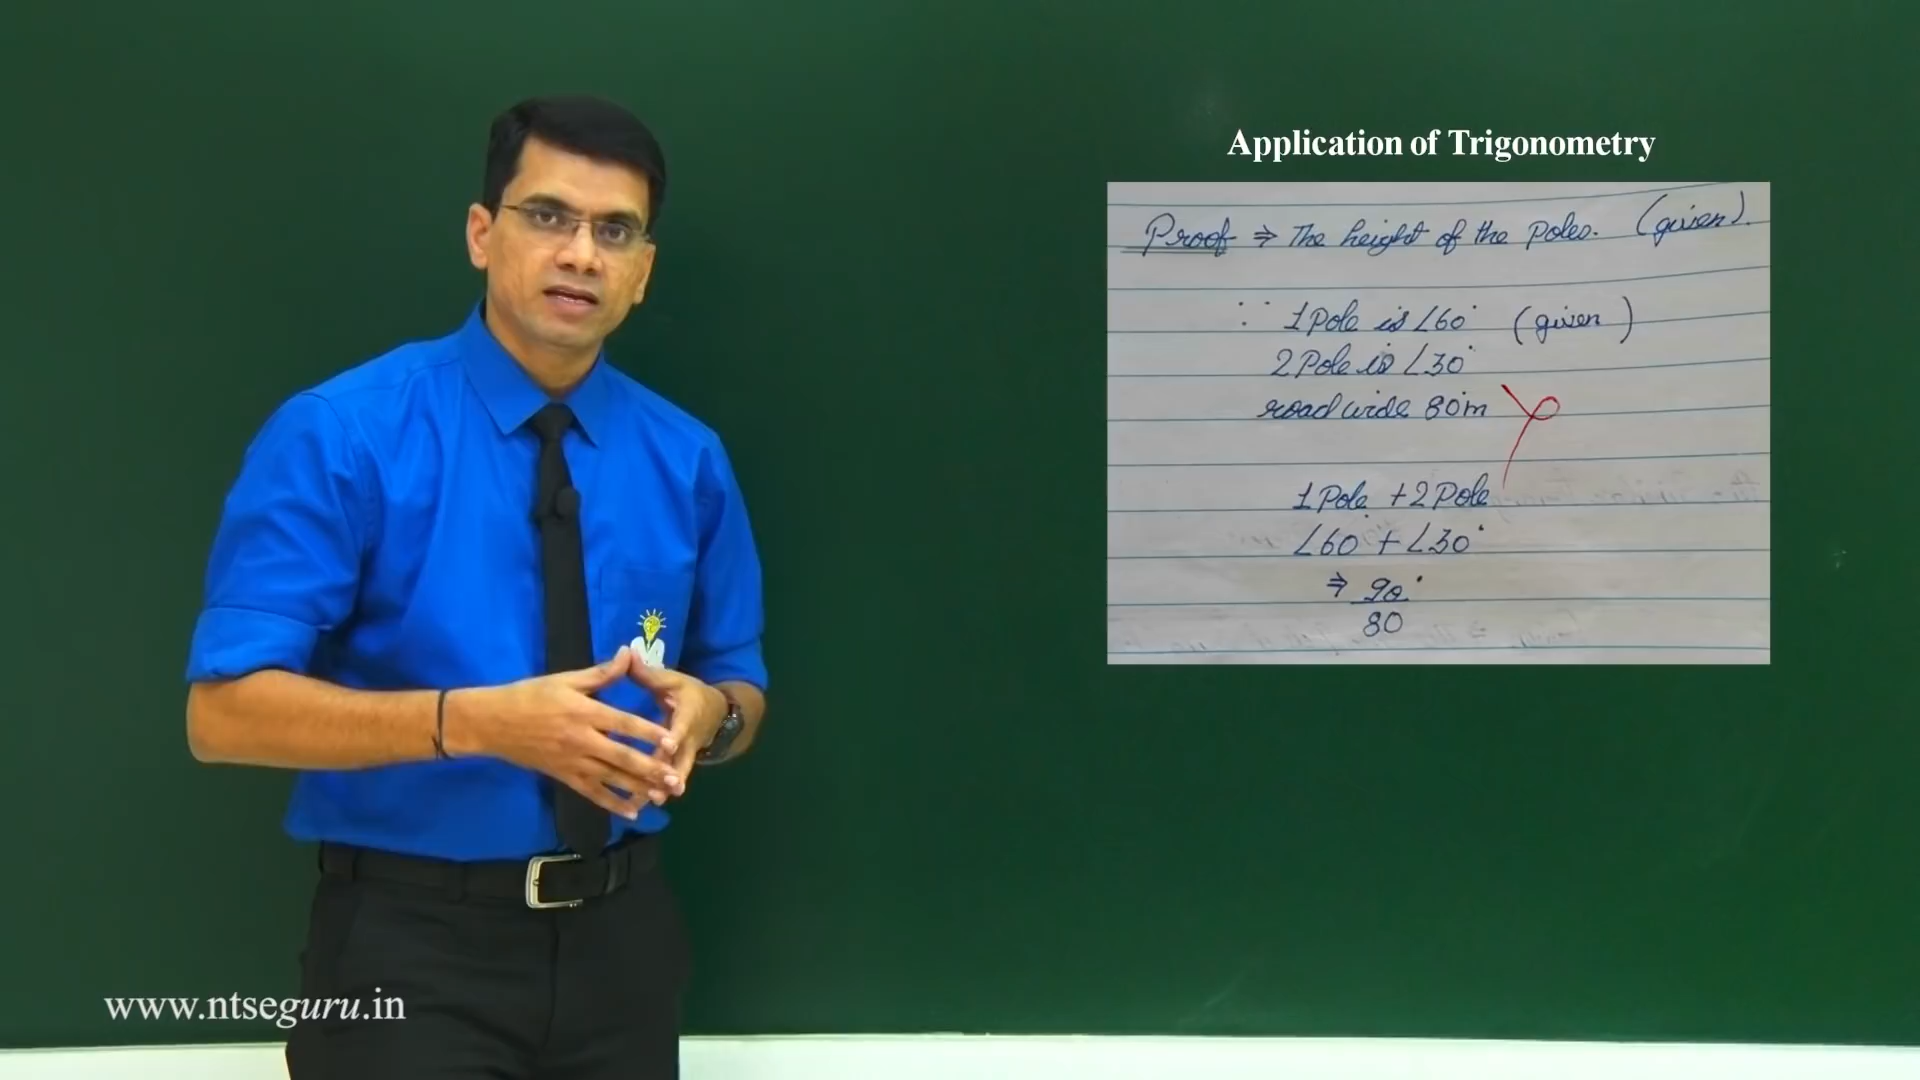 Application of Trigonometry
Proof ⇒ The height of the poles. (given).
∵ 1 Pole is ∠60° (given)
2 Pole is ∠30°
road wide 80m
1 Pole + 2 Pole
∠60 + ∠30°
⇒ 90°
80
www.ntseguru.in